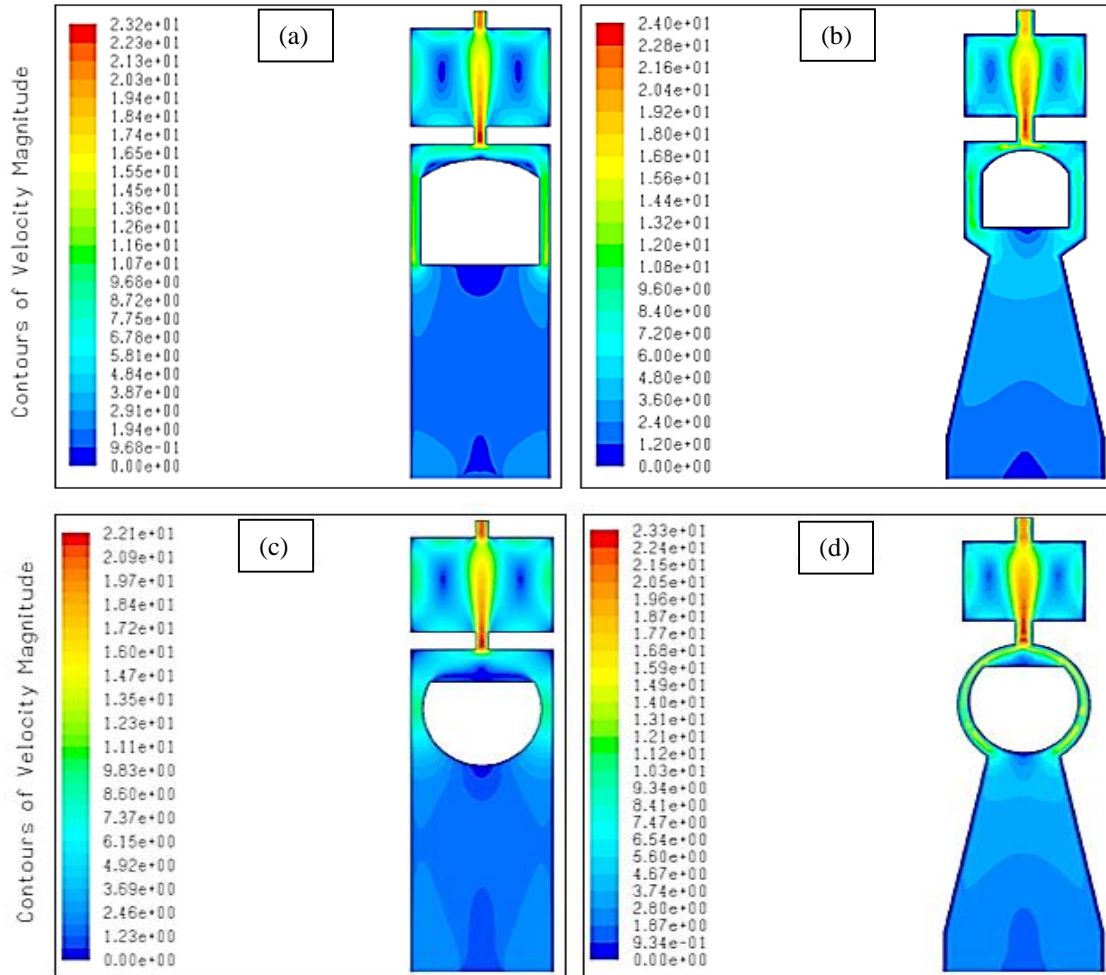 (a)
Contours of Velocity Magnitude
2.32e+01
2.23e+01
2.13e+01
2.03e+01
1.94e+01
1.84e+01
1.74e+01
1.65e+01
1.55e+01
1.45e+01
1.36e+01
1.26e+01
1.16e+01
1.07e+01
9.68e+00
8.72e+00
7.75e+00
6.78e+00
5.81e+00
4.84e+00
3.87e+00
2.91e+00
1.94e+00
9.68e-01
0.00e+00
(b)
2.40e+01
2.28e+01
2.16e+01
2.04e+01
1.92e+01
1.80e+01
1.68e+01
1.56e+01
1.44e+01
1.32e+01
1.20e+01
1.08e+01
9.60e+00
8.40e+00
7.20e+00
6.00e+00
4.80e+00
3.60e+00
2.40e+00
1.20e+00
0.00e+00
(c)
Contours of Velocity Magnitude
2.21e+01
2.09e+01
1.97e+01
1.84e+01
1.72e+01
1.60e+01
1.47e+01
1.35e+01
1.23e+01
1.11e+01
9.83e+00
8.60e+00
7.37e+00
6.15e+00
4.92e+00
3.69e+00
2.46e+00
1.23e+00
0.00e+00
(d)
2.33e+01
2.24e+01
2.15e+01
2.05e+01
1.96e+01
1.87e+01
1.77e+01
1.68e+01
1.59e+01
1.49e+01
1.40e+01
1.31e+01
1.21e+01
1.12e+01
1.03e+01
9.34e+00
8.41e+00
7.47e+00
6.54e+00
5.60e+00
4.67e+00
3.74e+00
2.80e+00
1.87e+00
9.34e-01
0.00e+00